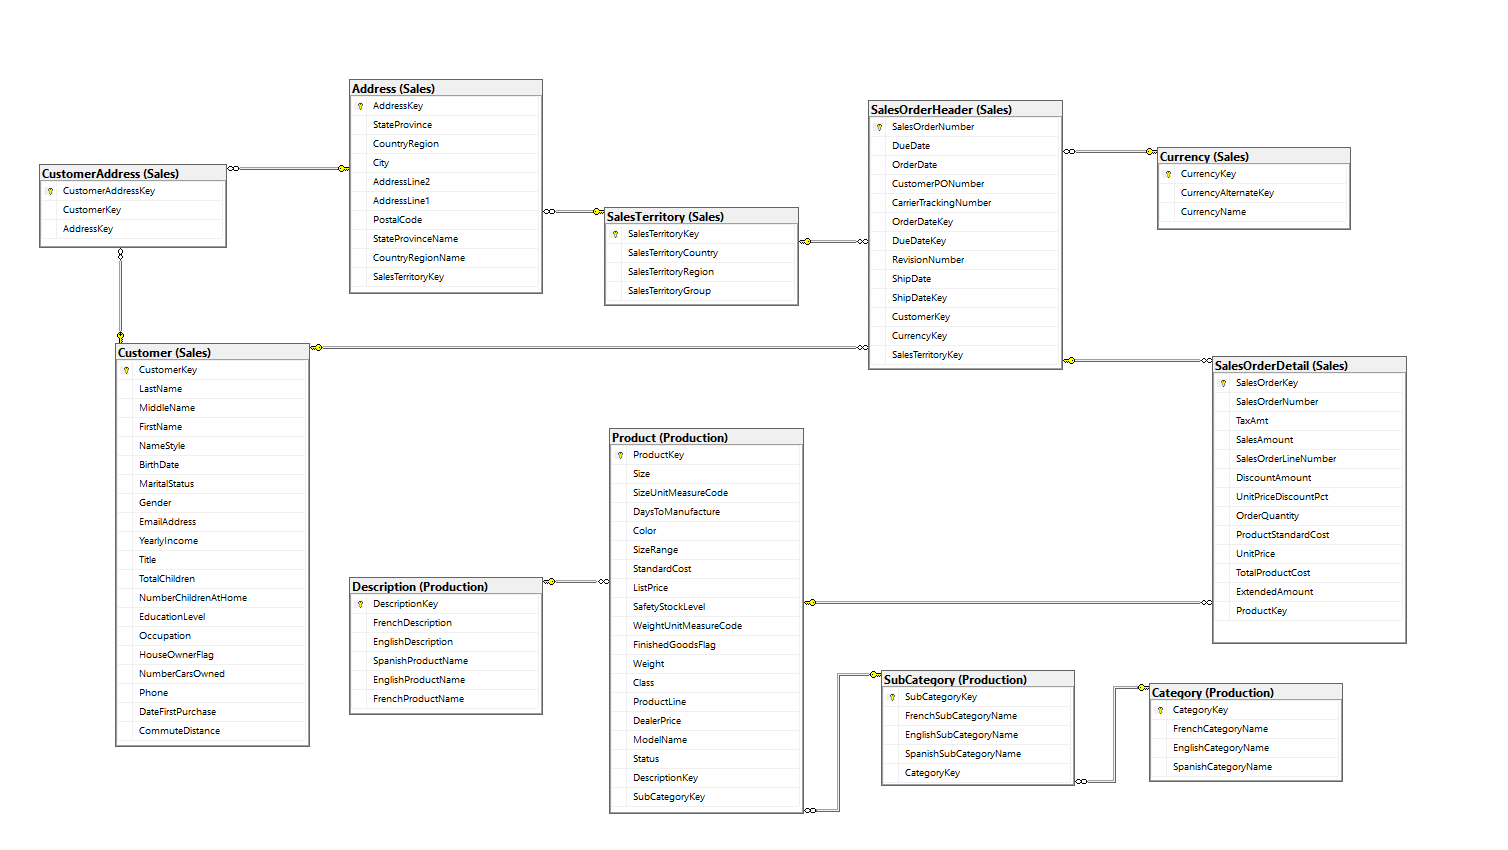 Address (Sales)
AddressKey
StateProvince
CountryRegion
City
AddressLine2
AddressLine1
PostalCode
StateProvinceName
CountryRegionName
SalesTerritoryKey
SalesOrderHeader (Sales)
SalesOrderNumber
DueDate
OrderDate
CustomerPONumber
CarrierTrackingNumber
OrderDateKey
DueDateKey
RevisionNumber
ShipDate
ShipDateKey
CustomerKey
CurrencyKey
SalesTerritoryKey
Currency (Sales)
CurrencyKey
CurrencyAlternateKey
CurrencyName
CustomerAddress (Sales)
CustomerAddressKey
CustomerKey
AddressKey
SalesTerritory (Sales)
SalesTerritoryKey
SalesTerritoryCountry
SalesTerritoryRegion
SalesTerritoryGroup
Customer (Sales)
CustomerKey
LastName
MiddleName
FirstName
NameStyle
BirthDate
MaritalStatus
Gender
EmailAddress
YearlyIncome
Title
TotalChildren
NumberChildrenAtHome
EducationLevel
Occupation
HouseOwnerFlag
NumberCarsOwned
Phone
DateFirstPurchase
CommuteDistance
SalesOrderDetail (Sales)
SalesOrderKey
SalesOrderNumber
TaxAmt
SalesAmount
SalesOrderLineNumber
DiscountAmount
UnitPriceDiscountPct
OrderQuantity
ProductStandardCost
UnitPrice
TotalProductCost
ExtendedAmount
ProductKey
Product (Production)
ProductKey
Size
SizeUnitMeasureCode
DaysToManufacture
Color
SizeRange
StandardCost
ListPrice
SafetyStockLevel
WeightUnitMeasureCode
FinishedGoodsFlag
Weight
Class
ProductLine
DealerPrice
ModelName
Status
DescriptionKey
SubCategoryKey
Description (Production)
DescriptionKey
FrenchDescription
EnglishDescription
SpanishProductName
EnglishProductName
FrenchProductName
SubCategory (Production)
SubCategoryKey
FrenchSubCategoryName
EnglishSubCategoryName
SpanishSubCategoryName
CategoryKey
Category (Production)
CategoryKey
FrenchCategoryName
EnglishCategoryName
SpanishCategoryName